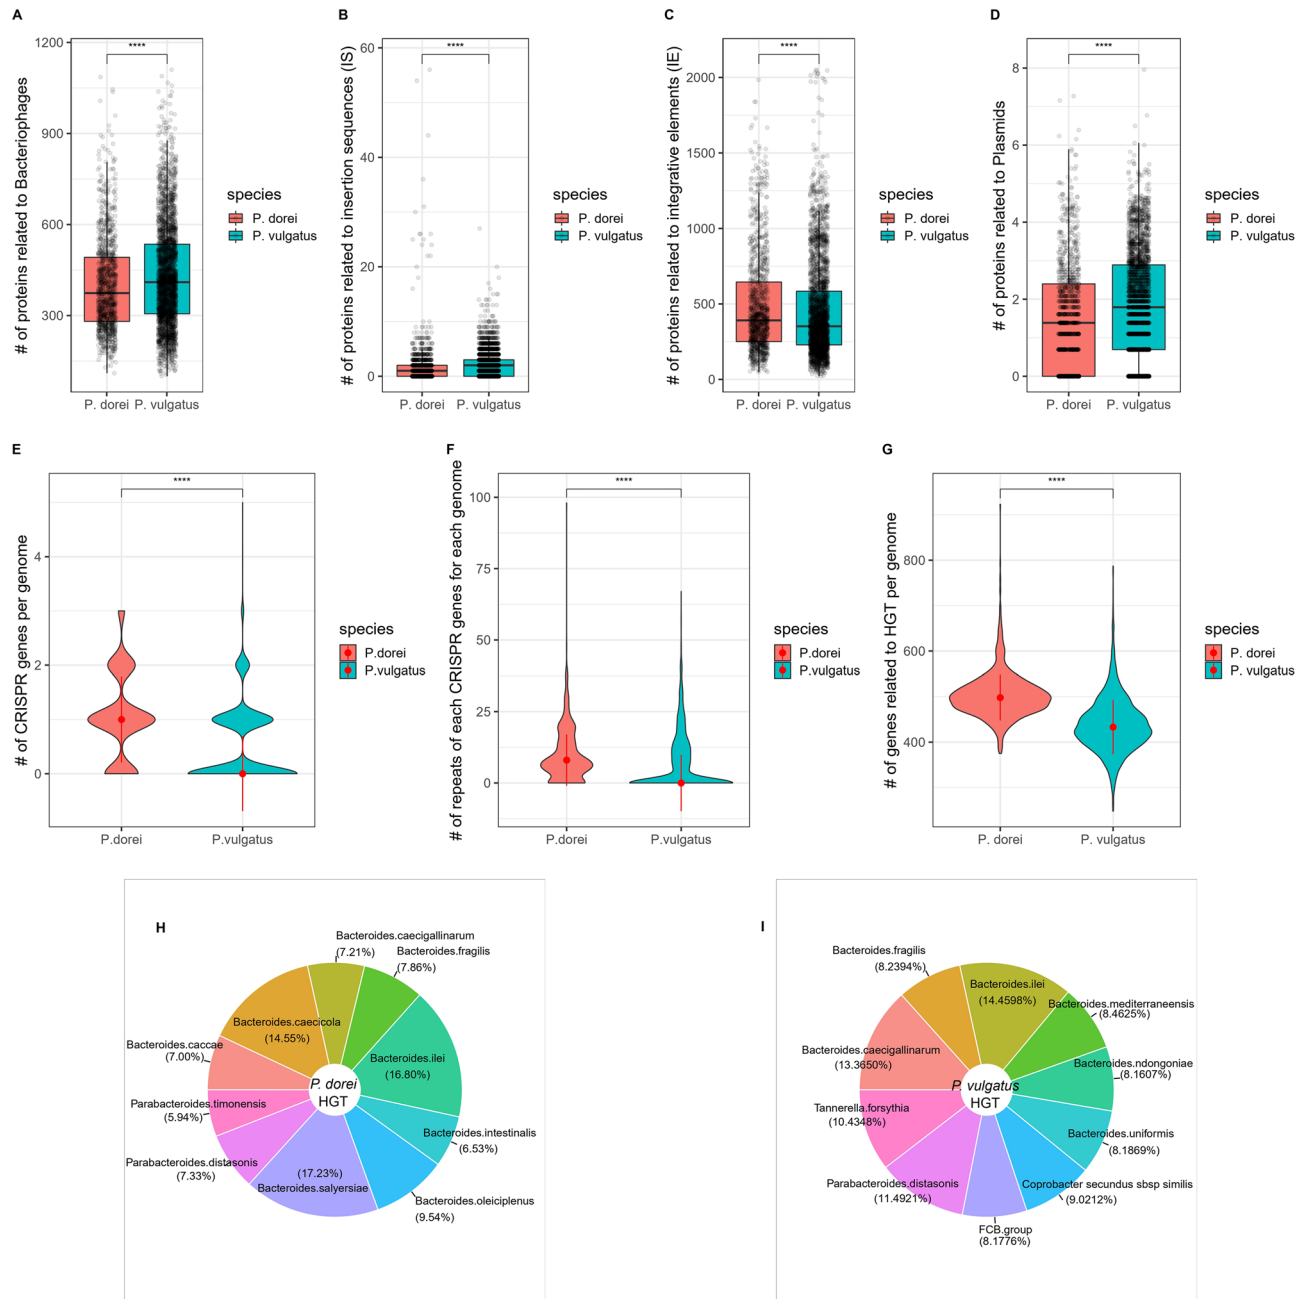 A
# of proteins related to Bacteriophages
1200
900
600
300
****
P. dorei
P. vulgatus
species
P. dorei
P. vulgatus
B
# of proteins related to insertion sequences (IS)
60
40
20
0
****
P. dorei
P. vulgatus
species
P. dorei
P. vulgatus
C
# of proteins related to integrative elements (IE)
2000
1500
1000
500
0
****
P. dorei
P. vulgatus
species
P. dorei
P. vulgatus
D
# of proteins related to Plasmids
8
6
4
2
0
****
P. dorei
P. vulgatus
species
P. dorei
P. vulgatus
E
# of CRISPR genes per genome
4
2
0
****
P.dorei
P.vulgatus
species
P.dorei
P.vulgatus
F
# of repeats of each CRISPR genes for each genome
100
75
50
25
0
****
P.dorei
P.vulgatus
species
P.dorei
P.vulgatus
G
# of genes related to HGT per genome
800
600
400
****
P. dorei
P. vulgatus
species
P. dorei
P. vulgatus
H
Bacteroides.caecigallinarum
(7.21%)
Bacteroides.fragilis
(7.86%)
Bacteroides.caecicola
(14.55%)
Bacteroides.ilei
(16.80%)
Bacteroides.caccae
(7.00%)
P. dorei
HGT
Parabacteroides.timonensis
(5.94%)
Bacteroides.intestinalis
(6.53%)
Parabacteroides.distasonis
(7.33%)
(17.23%)
Bacteroides.salyersiae
Bacteroides.oleiciplenus
(9.54%)
I
Bacteroides.fragilis
(8.2394%)
Bacteroides.ilei
(14.4598%)
Bacteroides.mediterraneensis
(8.4625%)
Bacteroides.caecigallinarum
(13.3650%)
Bacteroides.ndongoniae
(8.1607%)
P. vulgatus
HGT
Tannerella.forsythia
(10.4348%)
Bacteroides.uniformis
(8.1869%)
Parabacteroides.distasonis
(11.4921%)
Coprobacter secundus sbsp similis
(9.0212%)
FCB.group
(8.1776%)